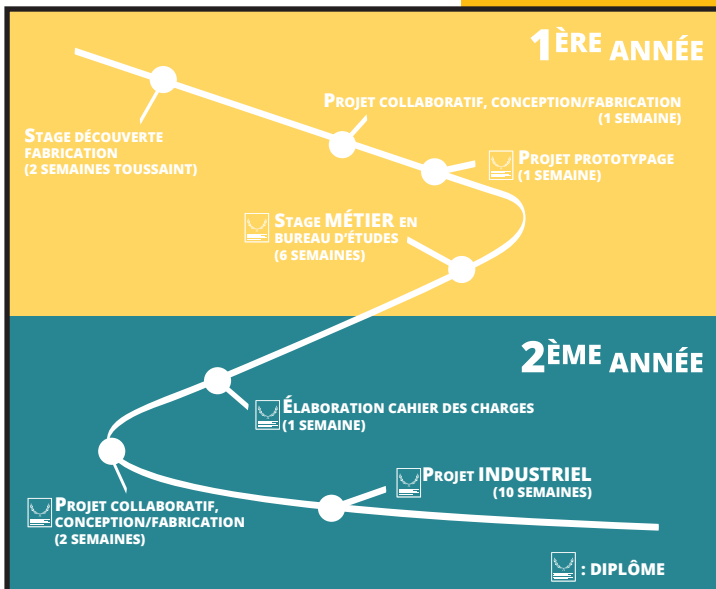 1ÈRE ANNÉE
PROJET COLLABORATIF, CONCEPTION/FABRICATION
(1 SEMAINE)
STAGE DÉCOUVERTE
FABRICATION
(2 SEMAINES TOUSSAINT)
PROJET PROTOTYPAGE
(1 SEMAINE)
STAGE MÉTIER EN
BUREAU D'ÉTUDES
(6 SEMAINES)
2ÈME ANNÉE
ÉLABORATION CAHIER DES CHARGES
(1 SEMAINE)
PROJET INDUSTRIEL
(10 SEMAINES)
PROJET COLLABORATIF,
CONCEPTION/FABRICATION
(2 SEMAINES)
: DIPLÔME